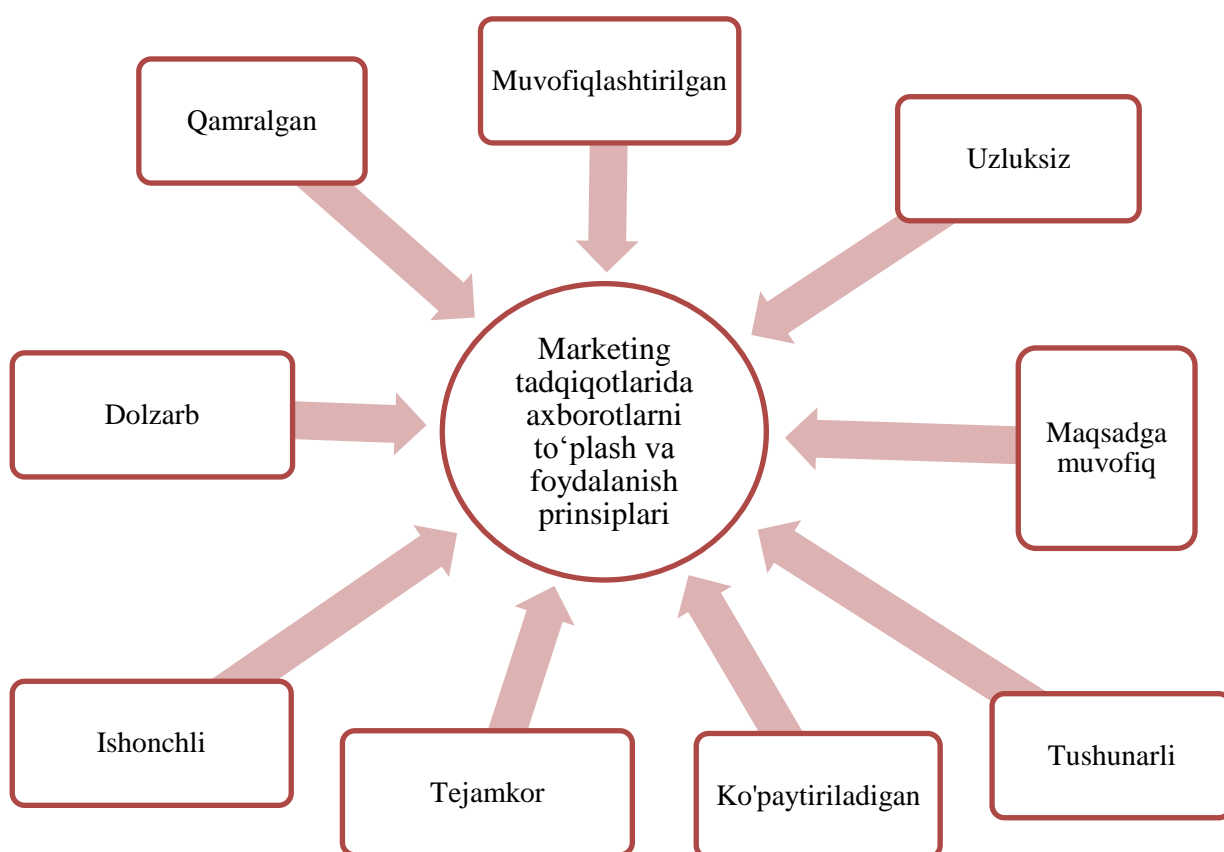 Muvofiqlashtirilgan
Qamralgan
Uzluksiz
Marketing
tadqiqotlarida
axborotlarni
to‘plash va
foydalanish
prinsiplari
Dolzarb
Maqsadga
muvofiq
Ishonchli
Tejamkor
Ko'paytiriladigan
Tushunarli